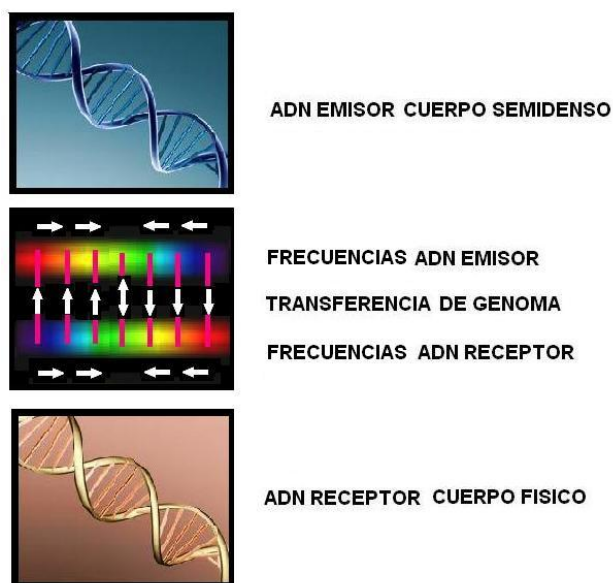 ADN EMISOR CUERPO SEMIDENSO
FRECUENCIAS ADN EMISOR
TRANSFERENCIA DE GENOMA
FRECUENCIAS ADN RECEPTOR
ADN RECEPTOR CUERPO FISICO